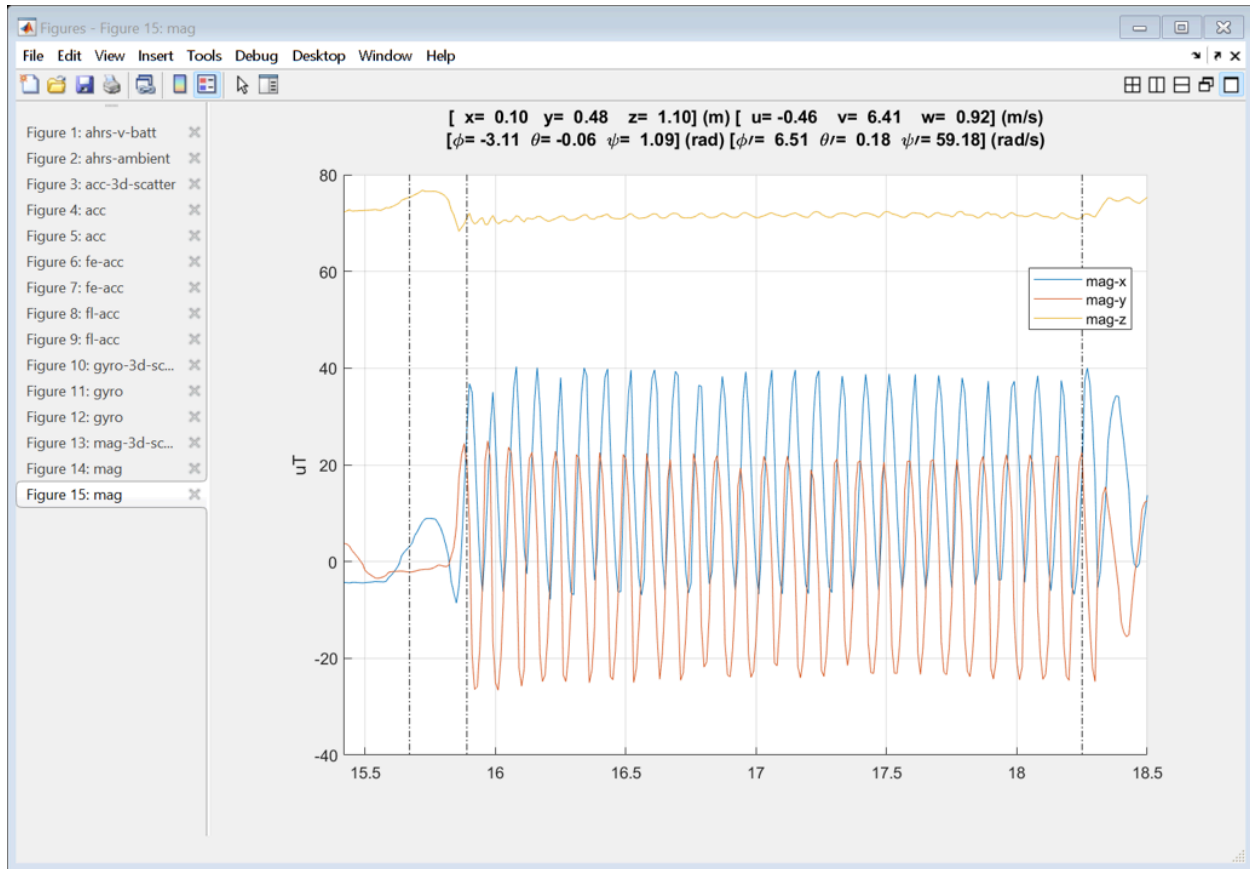 Figures - Figure 15: mag
File Edit View Insert Tools Debug Desktop Window Help
Figure 1: ahrs-v-batt
Figure 2: ahrs-ambient
Figure 3: acc-3d-scatter
Figure 4: acc
Figure 5: acc
Figure 6: fe-acc
Figure 7: fe-acc
Figure 8: fl-acc
Figure 9: fl-acc
Figure 10: gyro-3d-sc...
Figure 11: gyro
Figure 12: gyro
Figure 13: mag-3d-sc...
Figure 14: mag
Figure 15: mag
[ x= 0.10 y= 0.48 z= 1.10] (m) [ u= -0.46 v= 6.41 w= 0.92] (m/s)
[ϕ= -3.11 θ= -0.06 ψ= 1.09] (rad) [ϕ′= 6.51 θ′= 0.18 ψ′= 59.18] (rad/s)
80
60
40
20
0
-20
-40
uT
mag-x
mag-y
mag-z
15.5 16 16.5 17 17.5 18 18.5